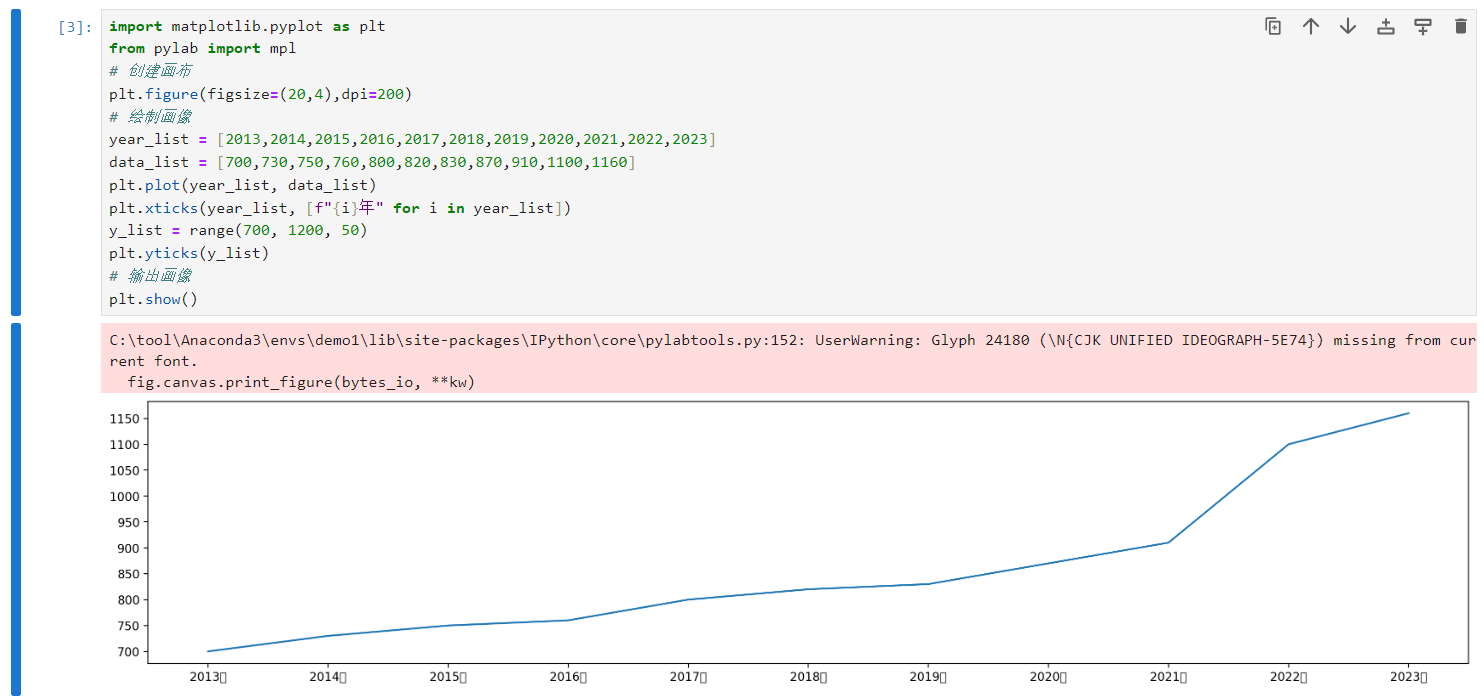 [3]:
import matplotlib.pyplot as plt
from pylab import mpl
# 创建画布
plt.figure(figsize=(20,4),dpi=200)
# 绘制画像
year_list = [2013,2014,2015,2016,2017,2018,2019,2020,2021,2022,2023]
data_list = [700,730,750,760,800,820,830,870,910,1100,1160]
plt.plot(year_list, data_list)
plt.xticks(year_list, [f"{i}年" for i in year_list])
y_list = range(700, 1200, 50)
plt.yticks(y_list)
# 输出画像
plt.show()
C:\tool\Anaconda3\envs\demo1\lib\site-packages\IPython\core\pylabtools.py:152: UserWarning: Glyph 24180 (\N{CJK UNIFIED IDEOGRAPH-5E74}) missing from cur
rent font.
  fig.canvas.print_figure(bytes_io, **kw)
1150
1100
1050
1000
950
900
850
800
750
700
2013▯ 2014▯ 2015▯ 2016▯ 2017▯ 2018▯ 2019▯ 2020▯ 2021▯ 2022▯ 2023▯